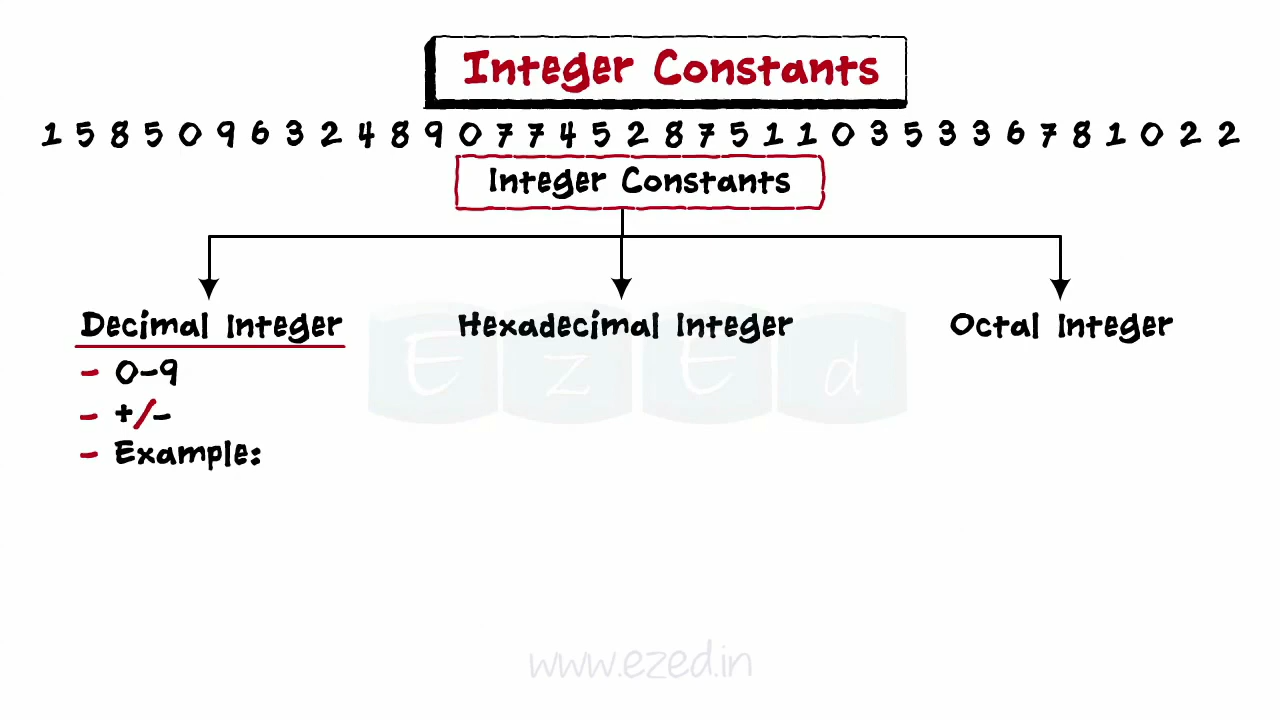 Integer Constants
1 5 8 5 0 9 6 3 2 4 8 9 0 7 7 4 5 2 8 7 5 1 1 0 3 5 3 3 6 7 8 1 0 2 2
Integer Constants
Decimal Integer Hexadecimal Integer Octal Integer
- 0-9
- +/-
- Example:
E z E d
www.ezed.in